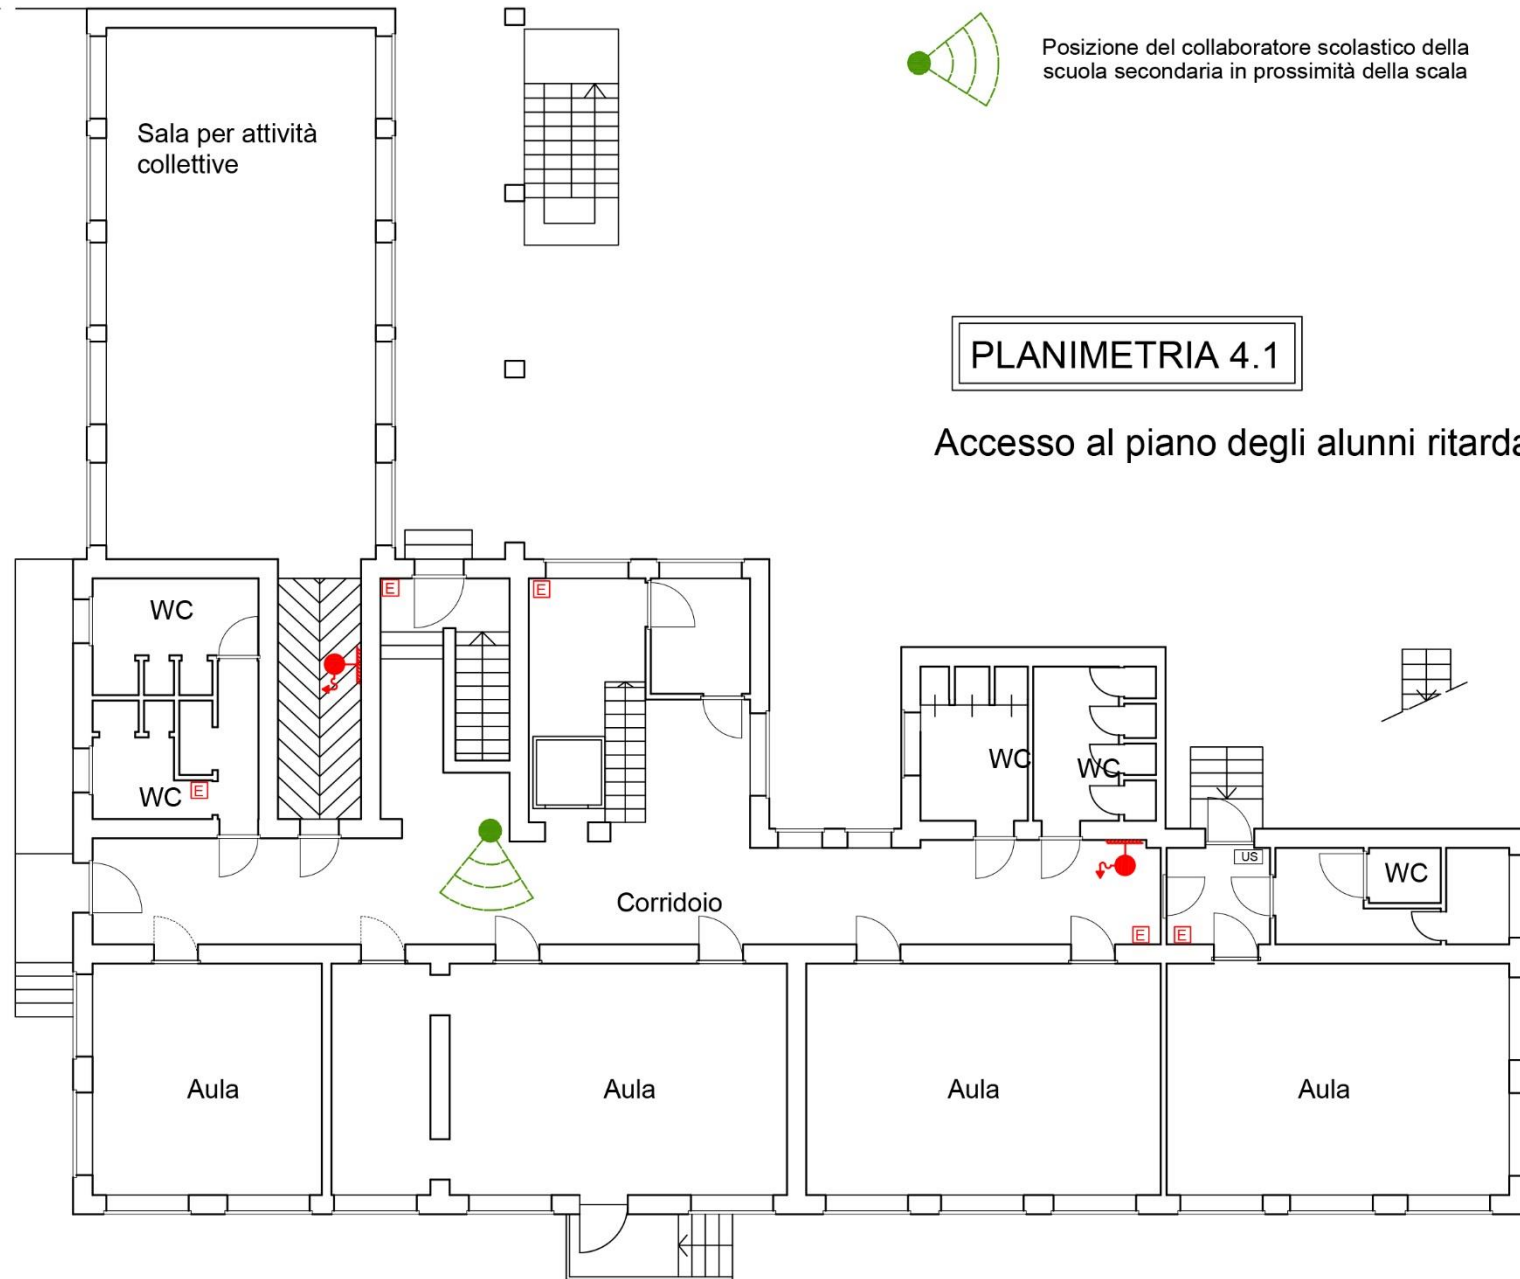 Posizione del collaboratore scolastico della
scuola secondaria in prossimità della scala
Sala per attività
collettive
PLANIMETRIA 4.1
Accesso al piano degli alunni ritarda
E
E
WC
WC
E
WC
WC
US
WC
Corridoio
E
E
Aula
Aula
Aula
Aula